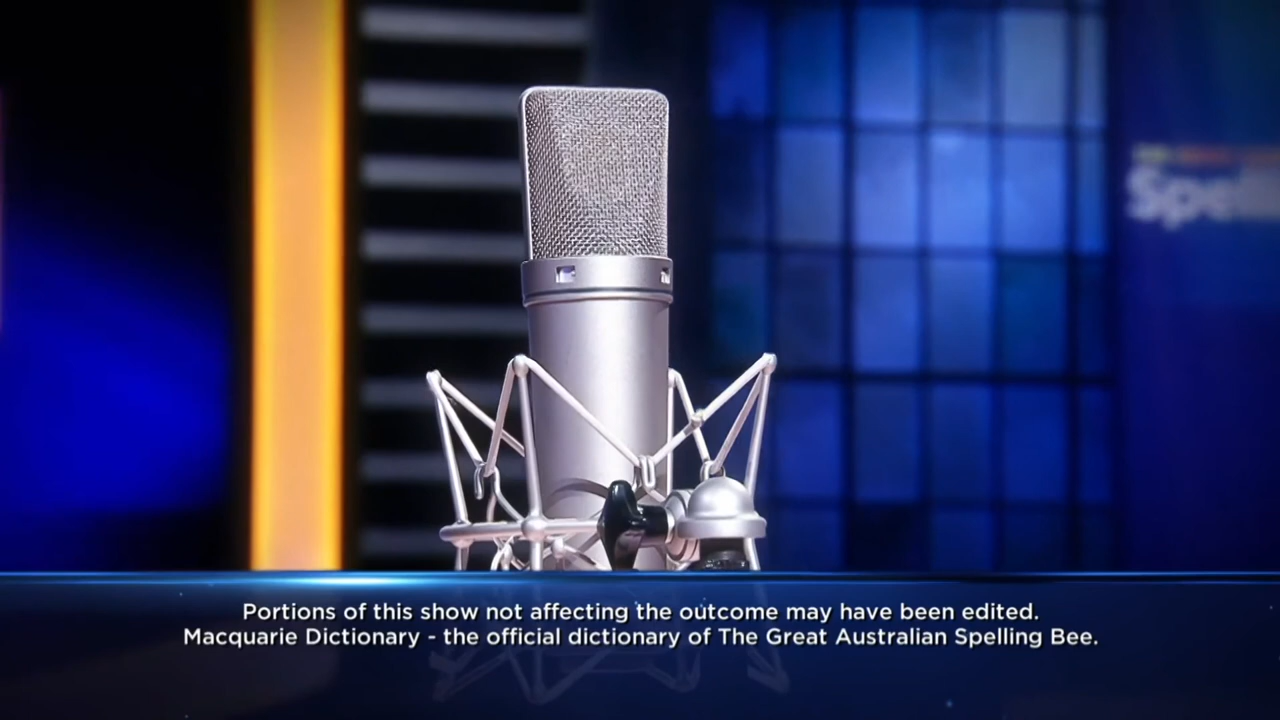 Spelling
Portions of this show not affecting the outcome may have been edited.
Macquarie Dictionary - the official dictionary of The Great Australian Spelling Bee.